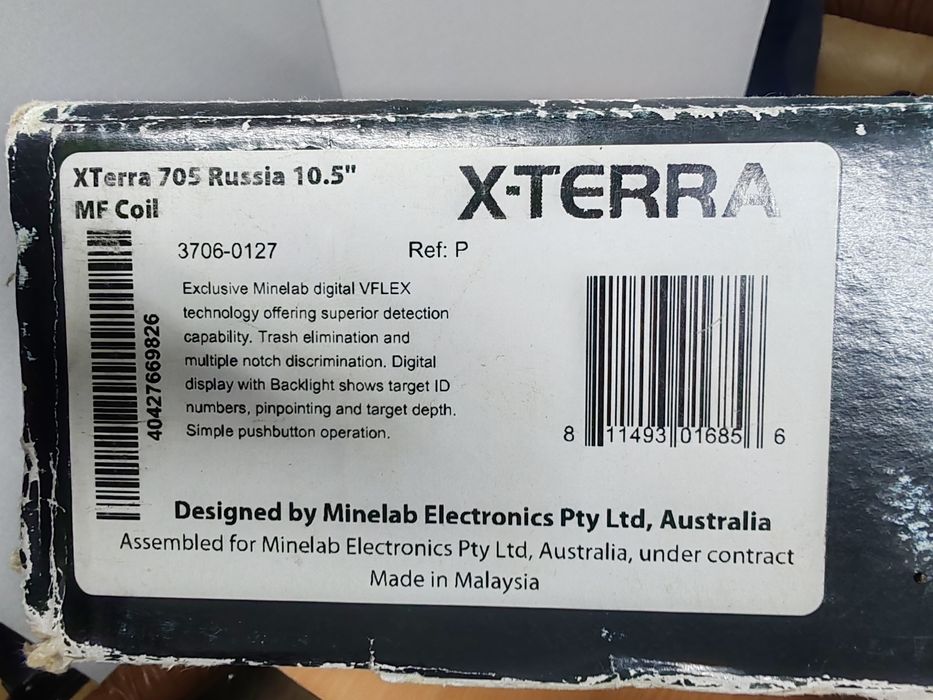 XTerra 705 Russia 10.5"
MF Coil
X-TERRA
3706-0127 Ref: P
40427669826
Exclusive Minelab digital VFLEX
technology offering superior detection
capability. Trash elimination and
multiple notch discrimination. Digital
display with Backlight shows target ID
numbers, pinpointing and target depth.
Simple pushbutton operation.
8 11493 01685 6
Designed by Minelab Electronics Pty Ltd, Australia
Assembled for Minelab Electronics Pty Ltd, Australia, under contract
Made in Malaysia